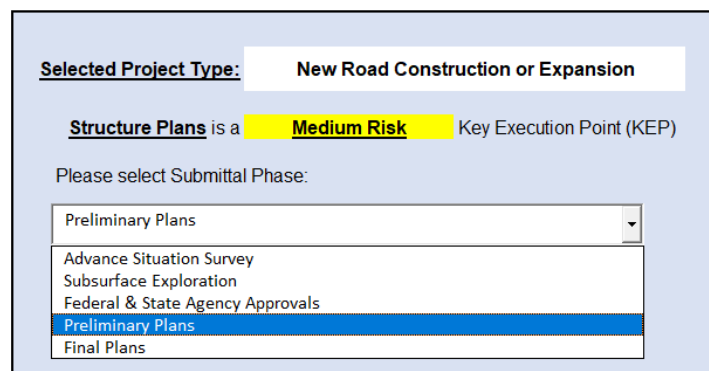 Selected Project Type: New Road Construction or Expansion
Structure Plans is a Medium Risk Key Execution Point (KEP)
Please select Submittal Phase:
Preliminary Plans
Advance Situation Survey
Subsurface Exploration
Federal & State Agency Approvals
Preliminary Plans
Final Plans